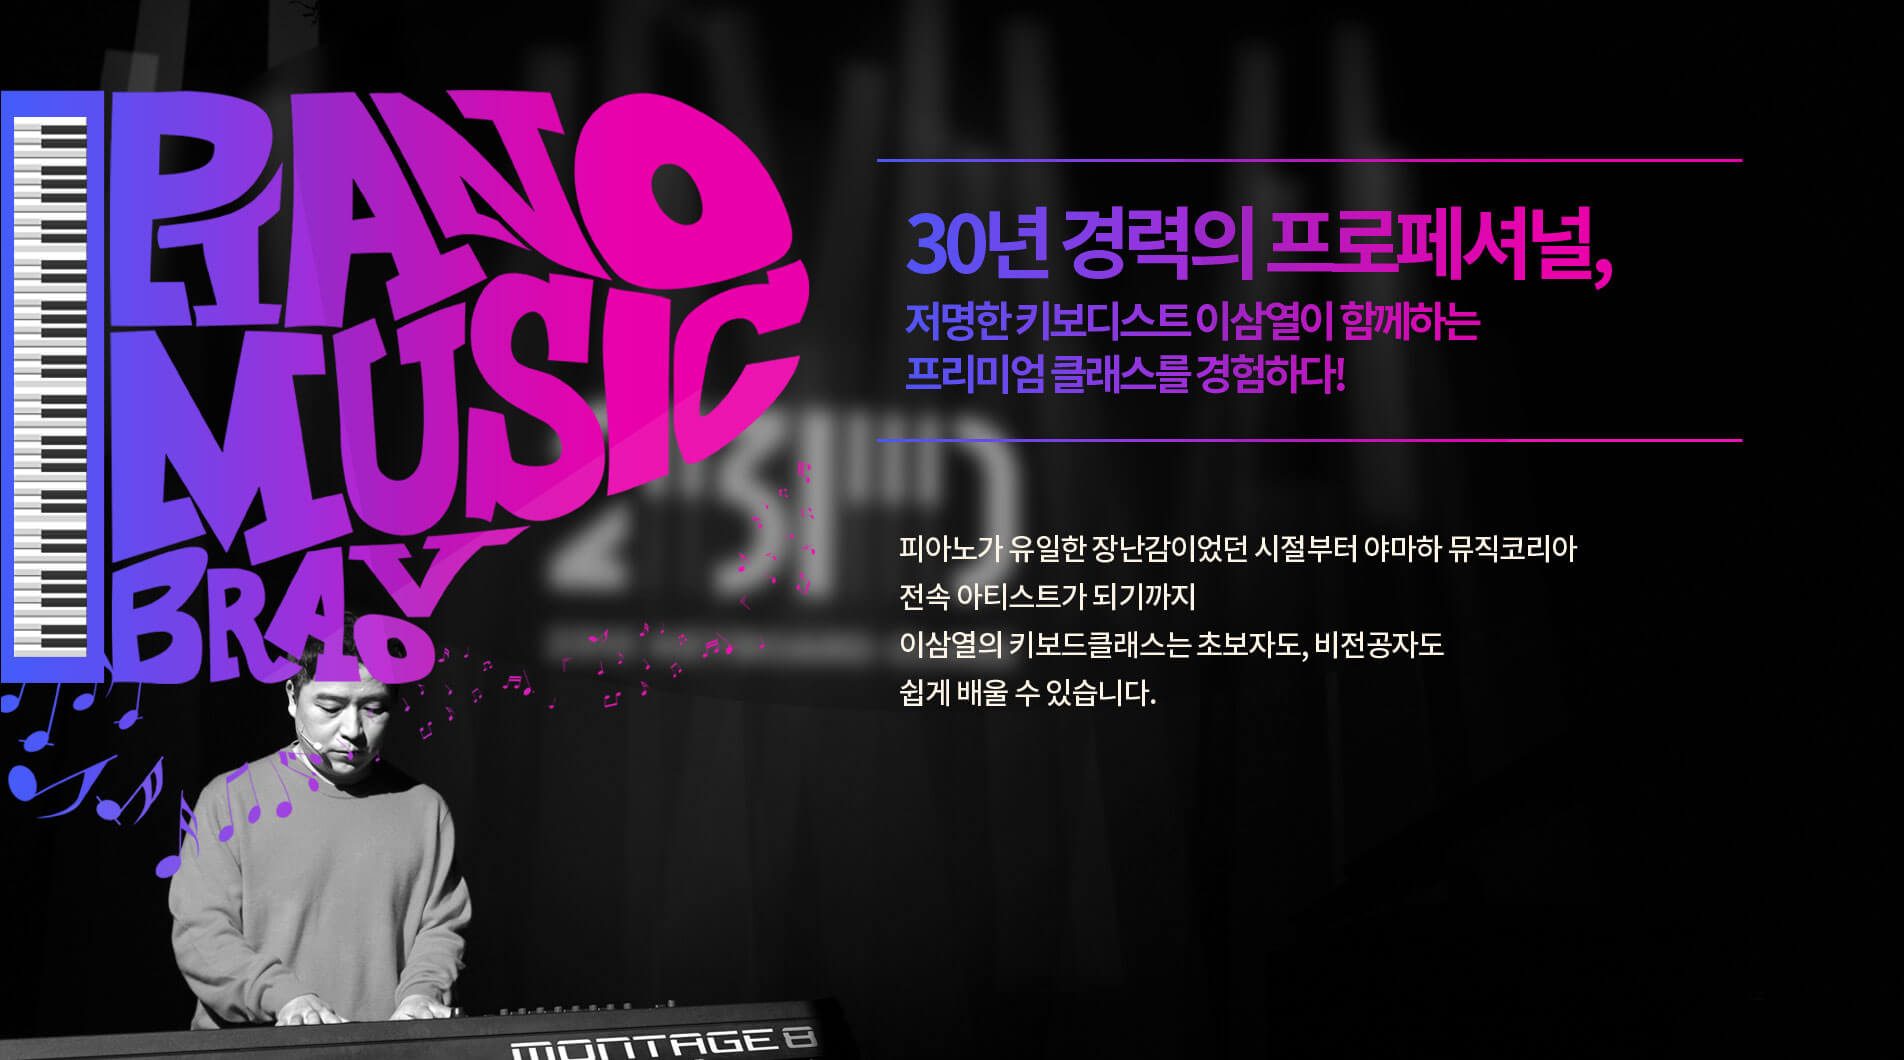 PIANO
MUSIC
BRAVO
30년 경력의 프로페셔널,
저명한 키보디스트 이삼열이 함께하는
프리미엄 클래스를 경험하다!
피아노가 유일한 장난감이었던 시절부터 야마하 뮤직코리아
전속 아티스트가 되기까지
이삼열의 키보드클래스는 초보자도, 비전공자도
쉽게 배울 수 있습니다.
MONTAGE 8